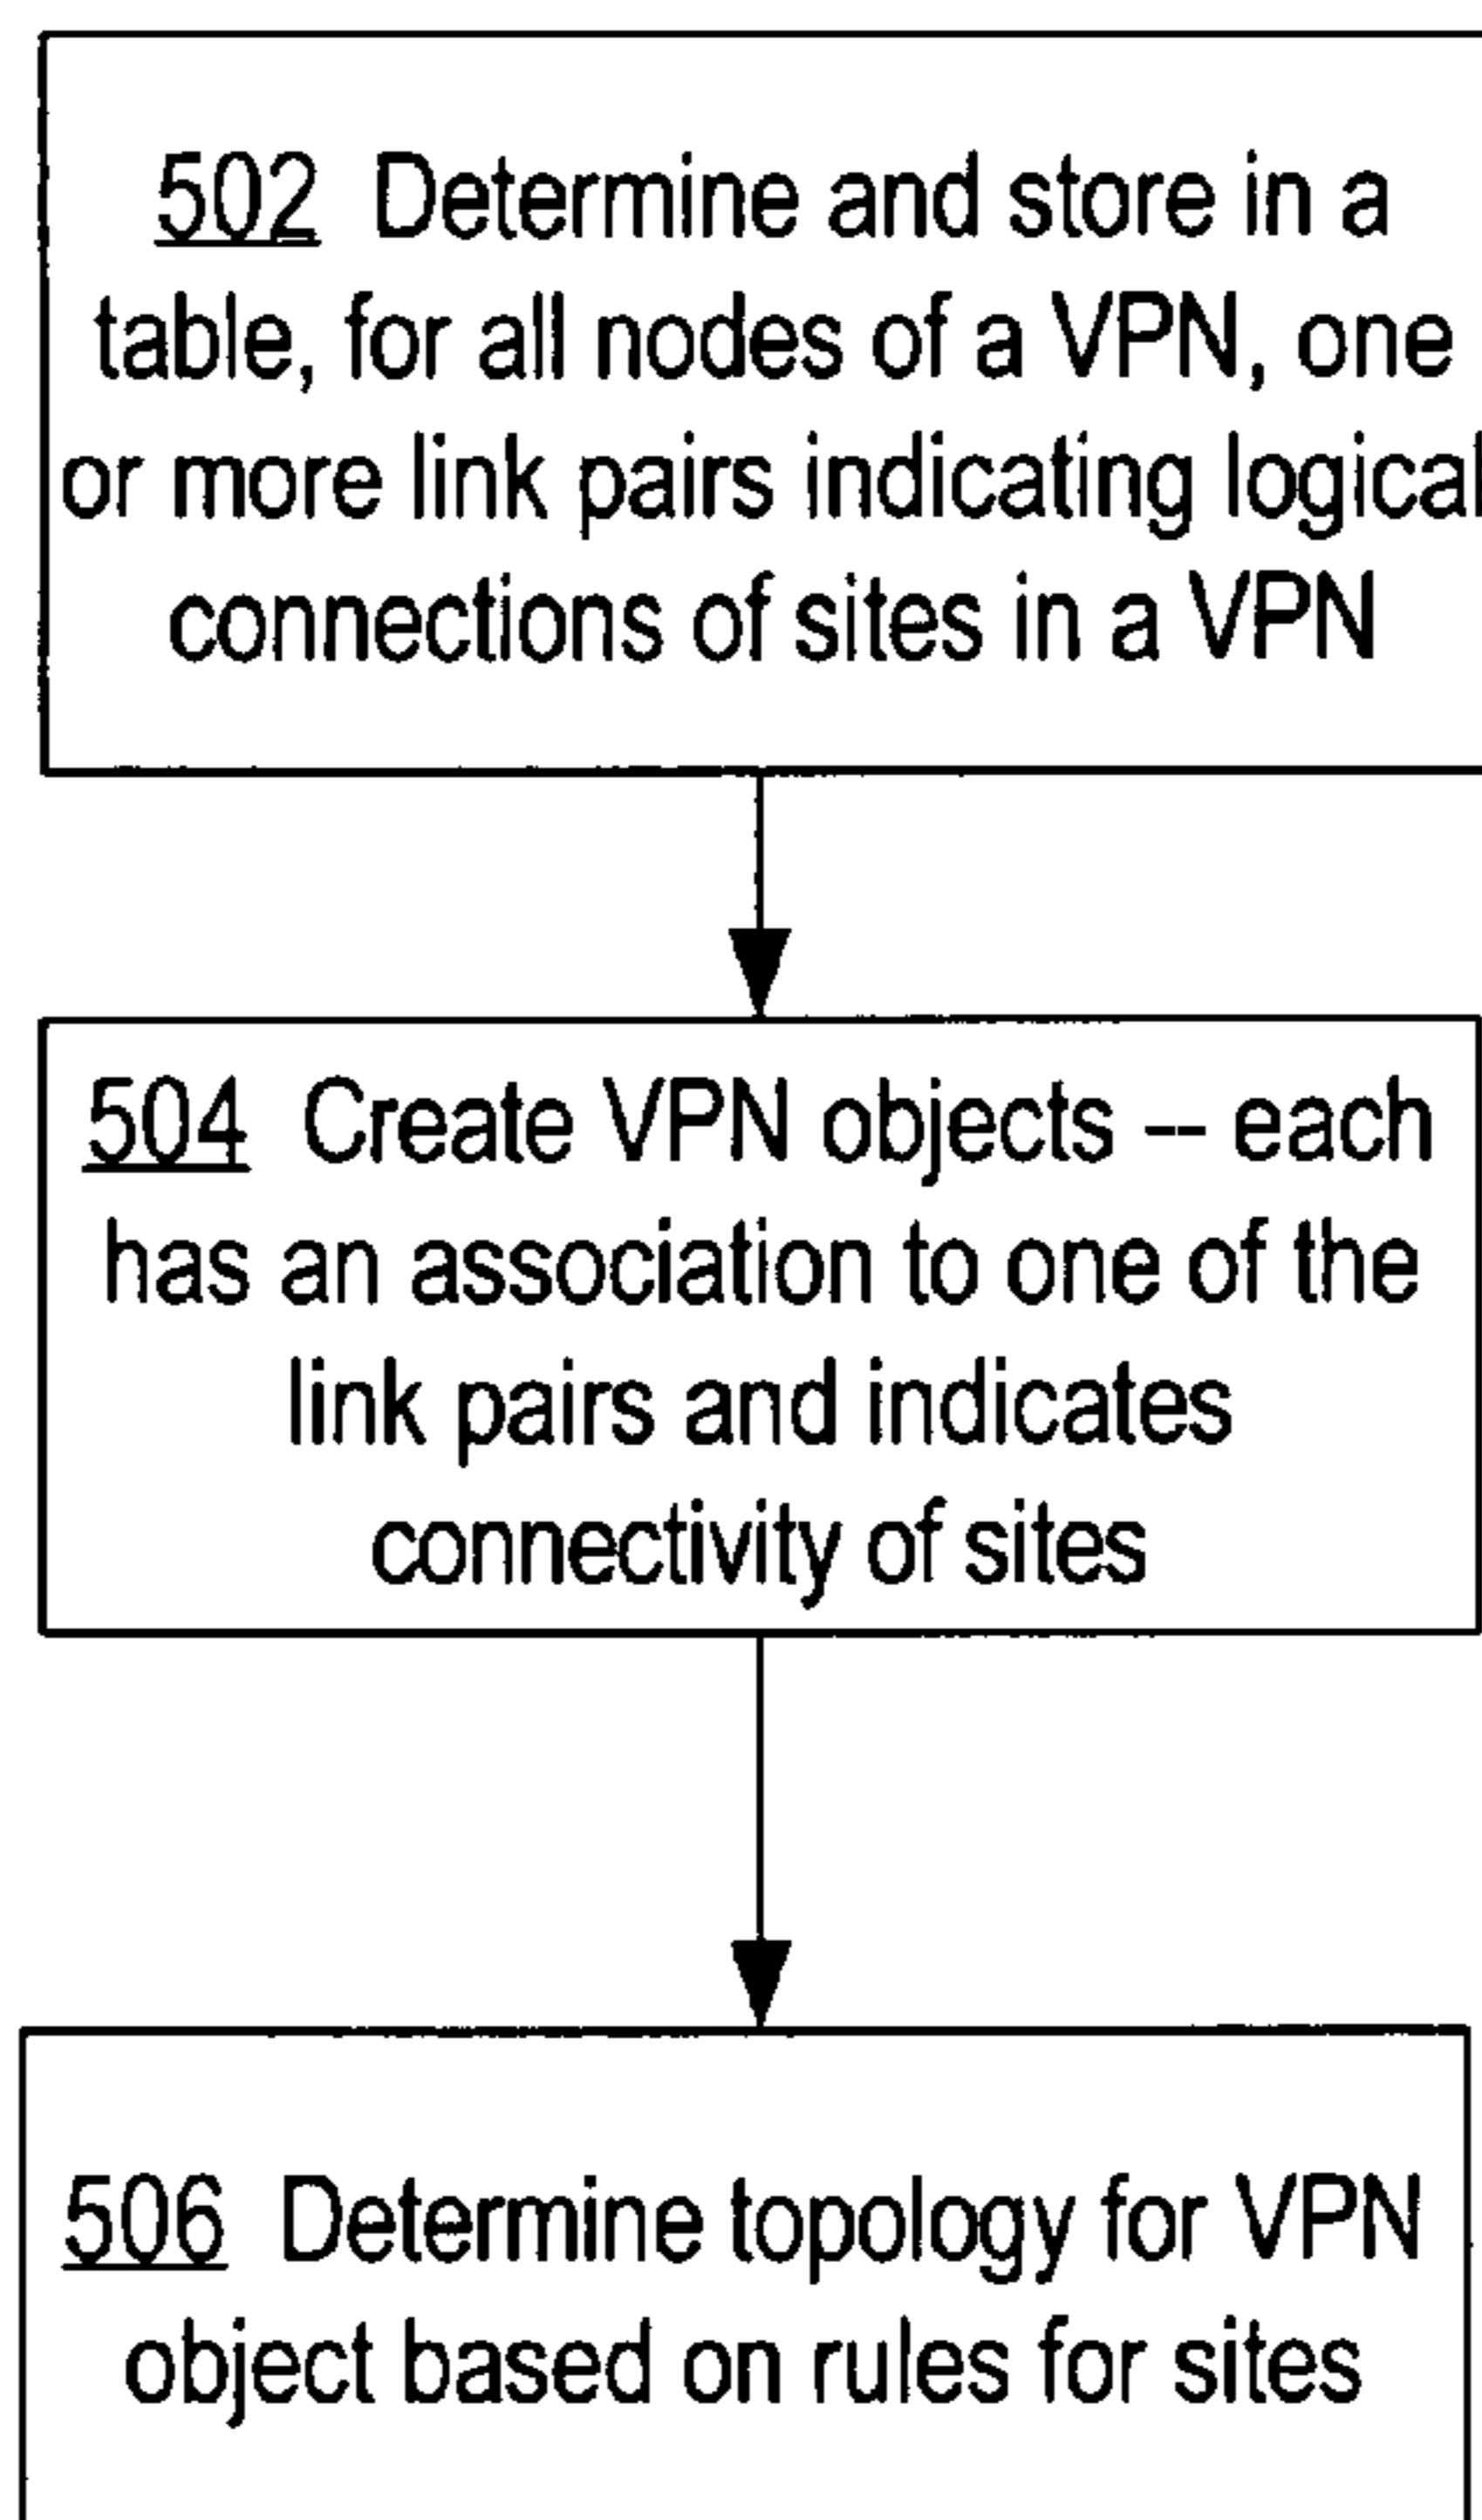 502 Determine and store in a
table, for all nodes of a VPN, one
or more link pairs indicating logical
connections of sites in a VPN
504 Create VPN objects -- each
has an association to one of the
link pairs and indicates
connectivity of sites
506 Determine topology for VPN
object based on rules for sites